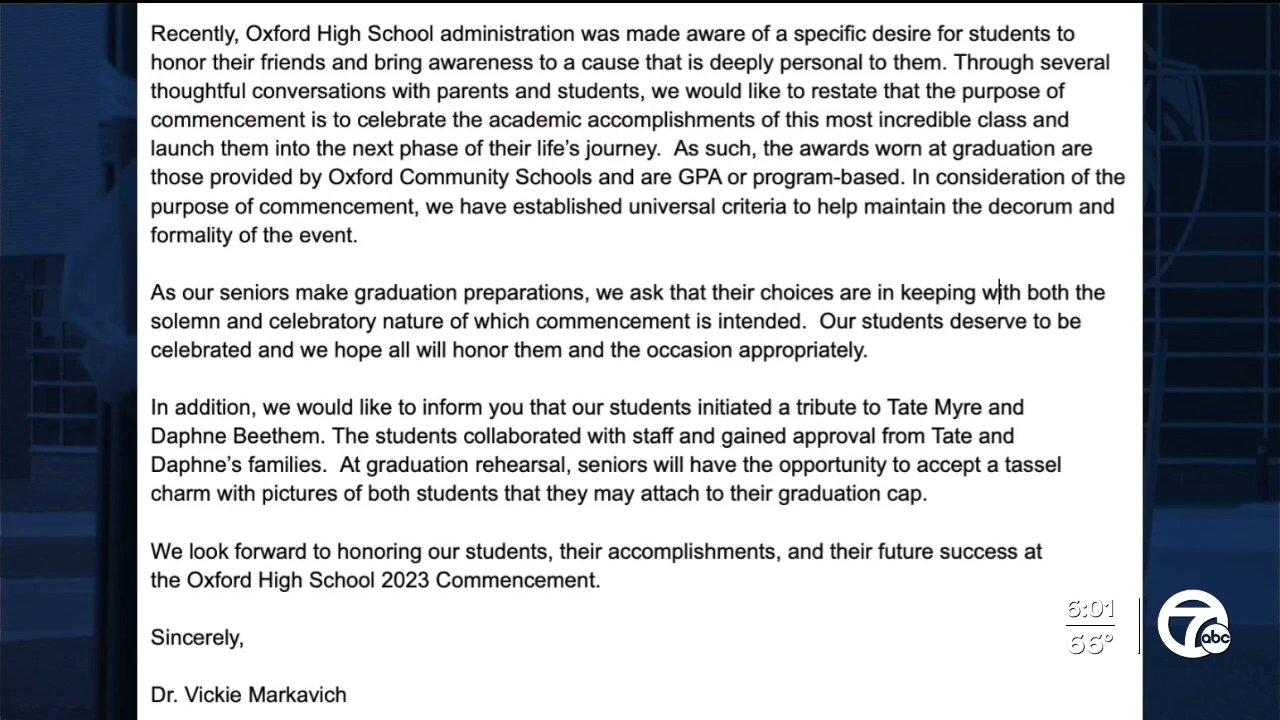 Recently, Oxford High School administration was made aware of a specific desire for students to
honor their friends and bring awareness to a cause that is deeply personal to them. Through several
thoughtful conversations with parents and students, we would like to restate that the purpose of
commencement is to celebrate the academic accomplishments of this most incredible class and
launch them into the next phase of their life's journey.  As such, the awards worn at graduation are
those provided by Oxford Community Schools and are GPA or program-based. In consideration of the
purpose of commencement, we have established universal criteria to help maintain the decorum and
formality of the event.
As our seniors make graduation preparations, we ask that their choices are in keeping with both the
solemn and celebratory nature of which commencement is intended.  Our students deserve to be
celebrated and we hope all will honor them and the occasion appropriately.
In addition, we would like to inform you that our students initiated a tribute to Tate Myre and
Daphne Beethem. The students collaborated with staff and gained approval from Tate and
Daphne's families.  At graduation rehearsal, seniors will have the opportunity to accept a tassel
charm with pictures of both students that they may attach to their graduation cap.
We look forward to honoring our students, their accomplishments, and their future success at
the Oxford High School 2023 Commencement.
Sincerely,
Dr. Vickie Markavich
6:01
66°
7 abc